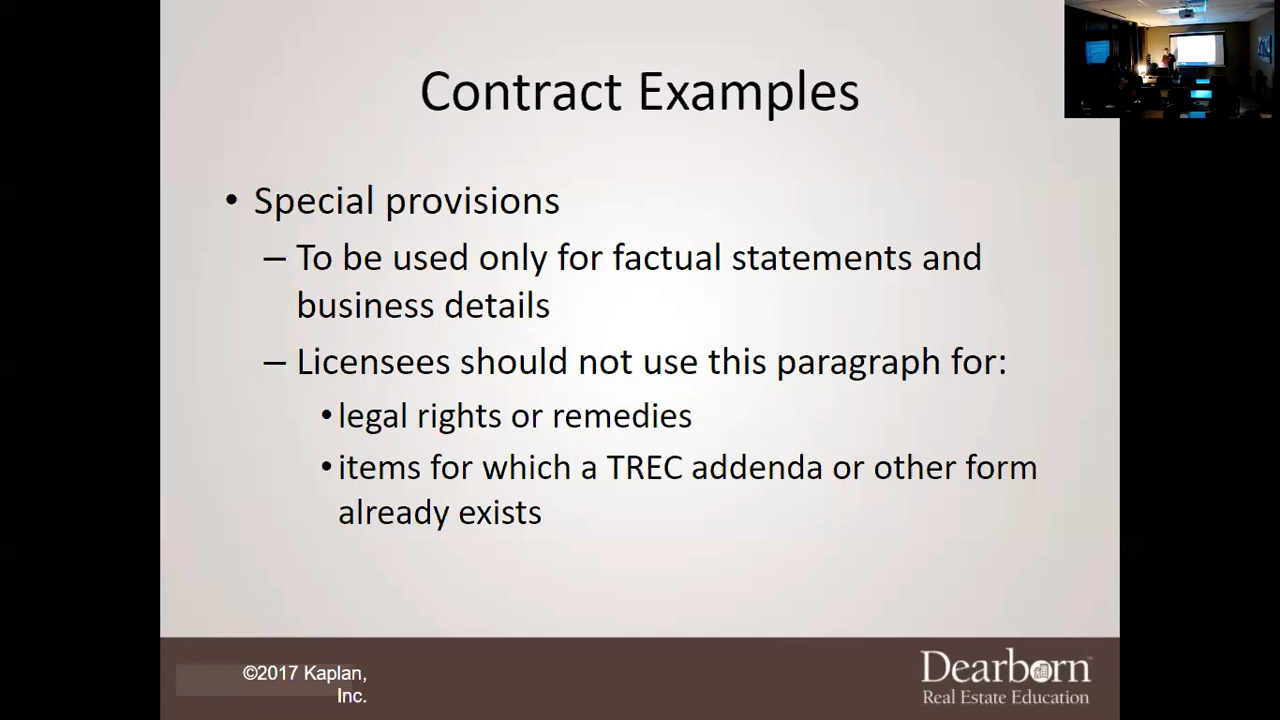 Contract Examples
• Special provisions
– To be used only for factual statements and
business details
– Licensees should not use this paragraph for:
• legal rights or remedies
• items for which a TREC addenda or other form
already exists
©2017 Kaplan,
Inc.
Dearborn™
Real Estate Education